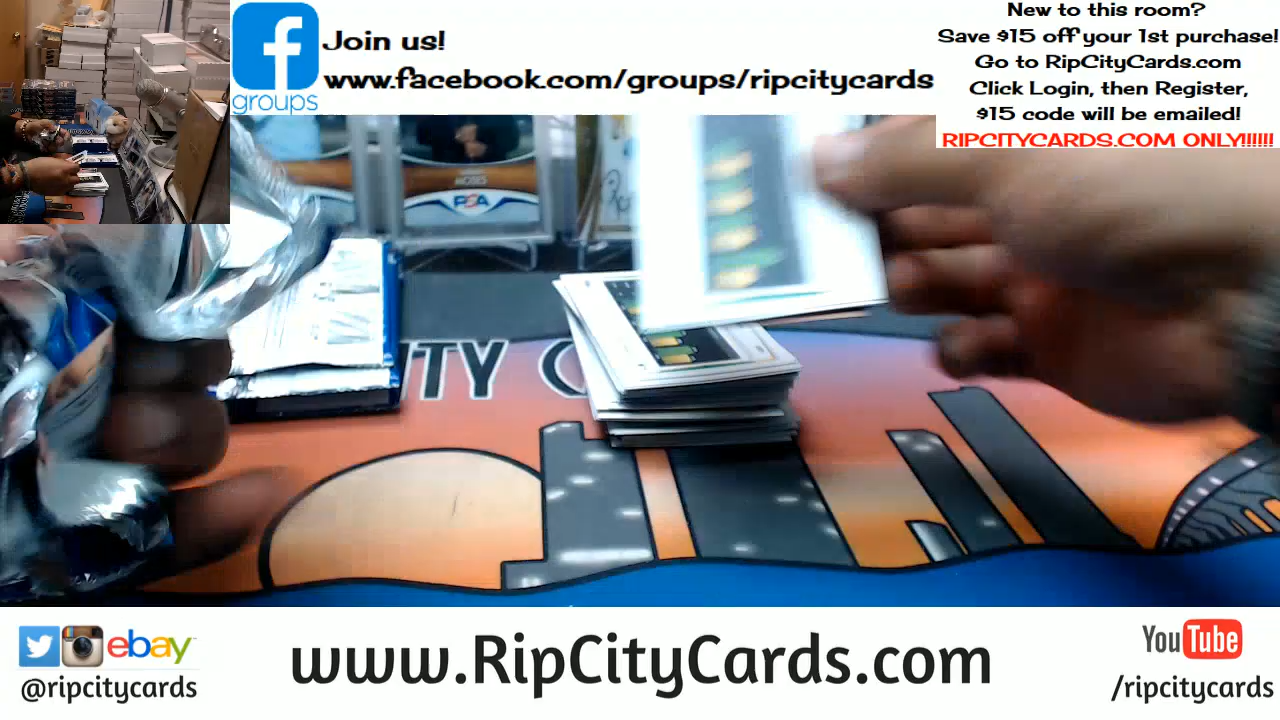 Join us!
www.facebook.com/groups/ripcitycards
groups
New to this room?
Save $15 off your 1st purchase!
Go to RipCityCards.com
Click Login, then Register,
$15 code will be emailed!
RIPCITYCARDS.COM ONLY!!!!!!
PSA
ITY C
ebay
@ripcitycards
www.RipCityCards.com
YouTube
/ripcitycards